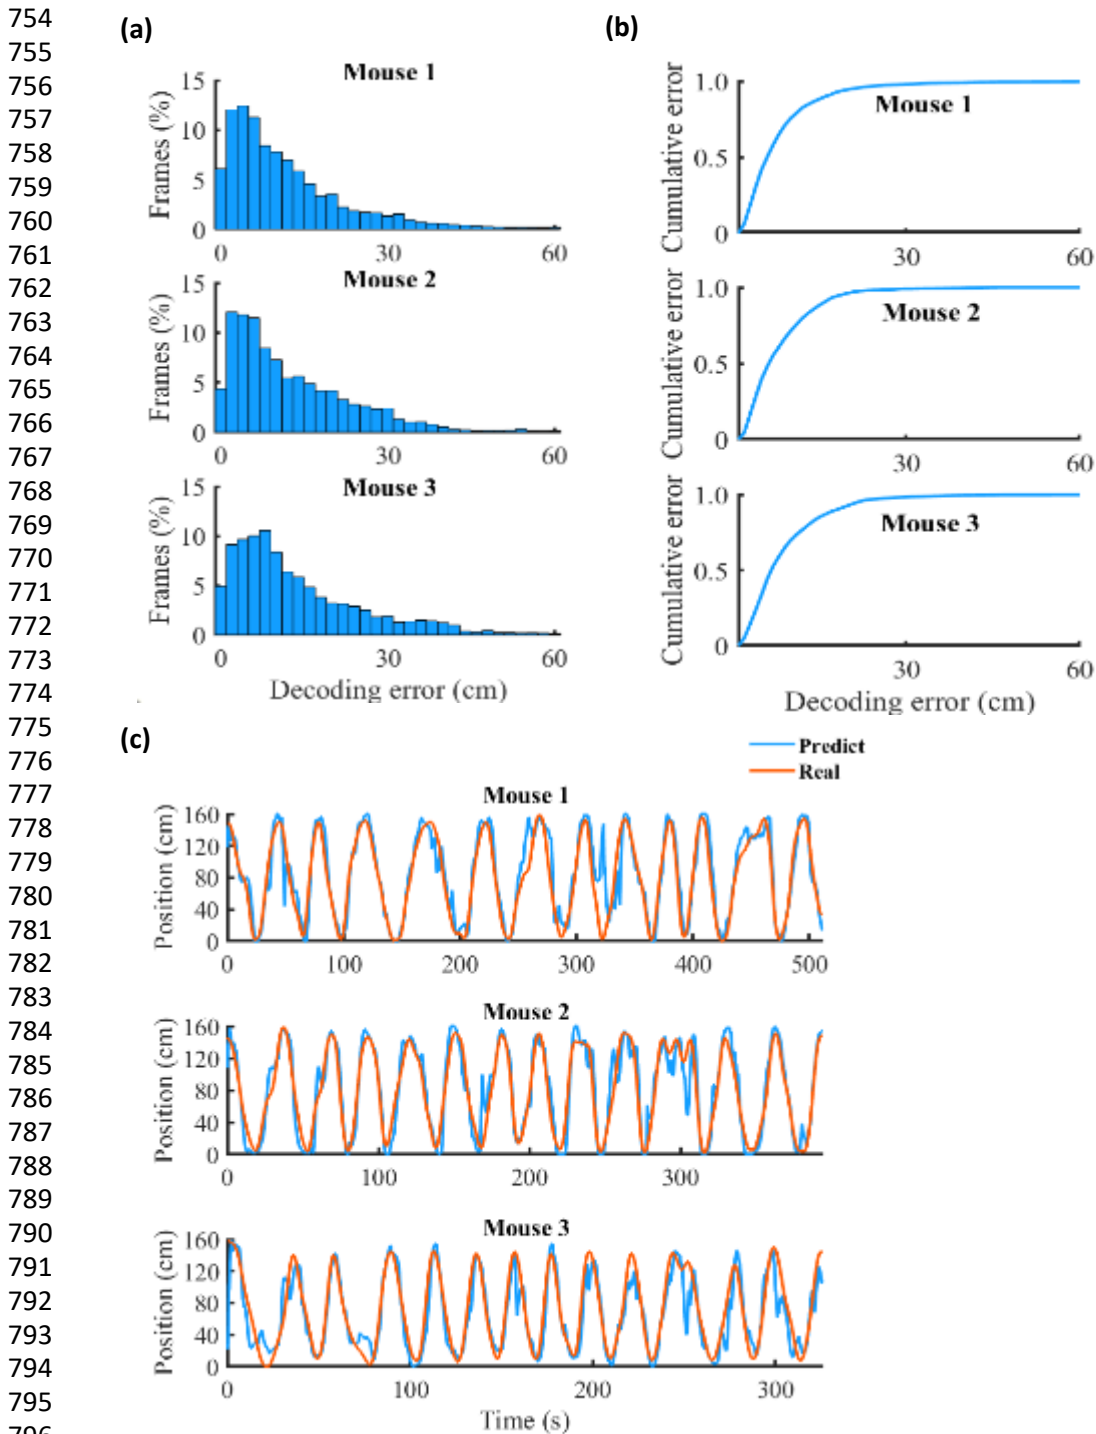 754
755
756
757
758
759
760
761
762
763
764
765
766
767
768
769
770
771
772
773
774
775
776
777
778
779
780
781
782
783
784
785
786
787
788
789
790
791
792
793
794
795
796
(a)
Mouse 1
Frames (%)
15
10
5
0
0 30 60
Mouse 2
Frames (%)
15
10
5
0
0 30 60
Mouse 3
Frames (%)
15
10
5
0
0 30 60
Decoding error (cm)
(b)
Mouse 1
Cumulative error
1.0
0.5
0
30 60
Mouse 2
Cumulative error
1.0
0.5
0
30 60
Mouse 3
Cumulative error
1.0
0.5
0
30 60
Decoding error (cm)
(c)
Predict
Real
Mouse 1
Position (cm)
160
120
80
40
0
0 100 200 300 400 500
Mouse 2
Position (cm)
160
120
80
40
0
0 100 200 300
Mouse 3
Position (cm)
160
120
80
40
0
0 100 200 300
Time (s)